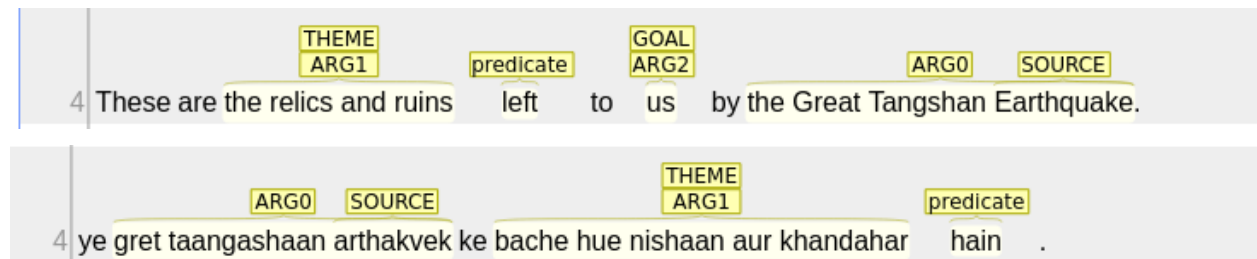 THEME GOAL
ARG1 predicate ARG2 ARG0 SOURCE
4 These are the relics and ruins left to us by the Great Tangshan Earthquake.
THEME
ARG0 SOURCE ARG1 predicate
4 ye gret taangashaan arthakvek ke bache hue nishaan aur khandahar hain .